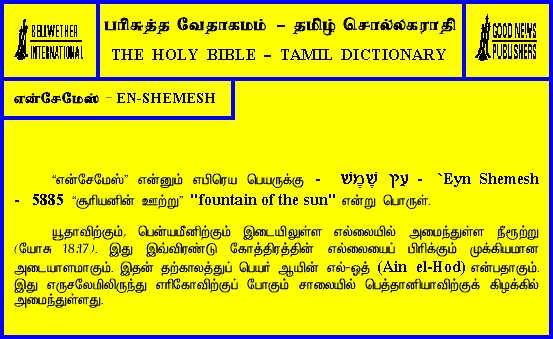 BELLWETHER
INTERNATIONAL
பரிசுத்த வேதாகமம் – தமிழ் சொல்லகராதி
THE HOLY BIBLE – TAMIL DICTIONARY
GOOD NEWS
PUBLISHERS
என்சேமேஸ் – EN-SHEMESH
“என்சேமேஸ்” என்னும் எபிரெய பெயருக்கு - עין שֶׁמֶשׁ - `Eyn Shemesh
- 5885 “சூரியனின் ஊற்று” "fountain of the sun" என்று பொருள்.
யூதாவிற்கும், பென்யமீனிற்கும் இடையிலுள்ள எல்லையில் அமைந்துள்ள நீரூற்று
(யோசு 18:17). இது இவ்விரண்டு கோத்திரத்தின் எல்லையைப் பிரிக்கும் முக்கியமான
அடையாளமாகும். இதன் தற்காலத்துப் பெயர் ஆயின் எல்-ஓத் (Ain el-Hod) என்பதாகும்.
இது எருசலேமிலிருந்து எரிகோவிற்குப் போகும் சாலையில் பெத்தானியாவிற்குக் கிழக்கில்
அமைந்துள்ளது.